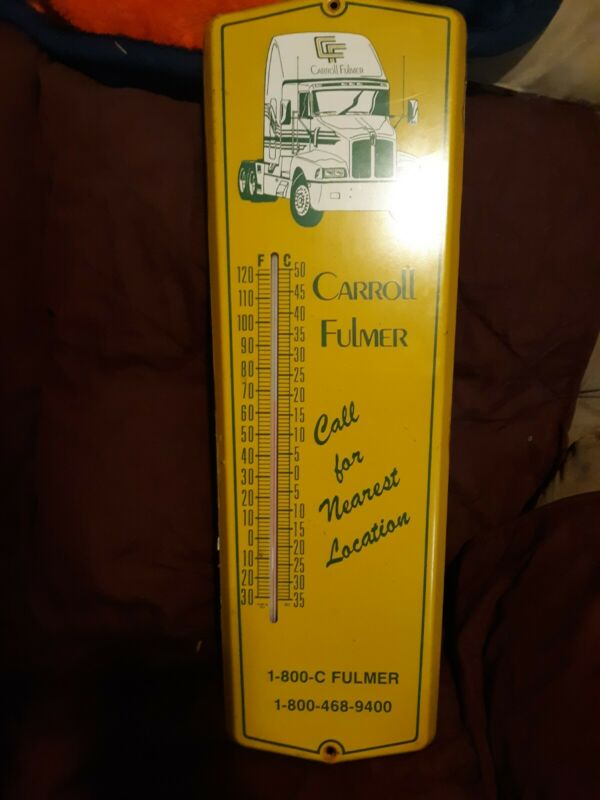 CF
CARROLL FULMER
F C
120 50
110 45
100 40
90 35
80 30
70 25
60 20
50 15
40 10
30 5
20 0
10 5
0 10
10 15
20 20
30 25
30
35
CARROLL
FULMER
Call
for
Nearest
Location
1-800-C FULMER
1-800-468-9400